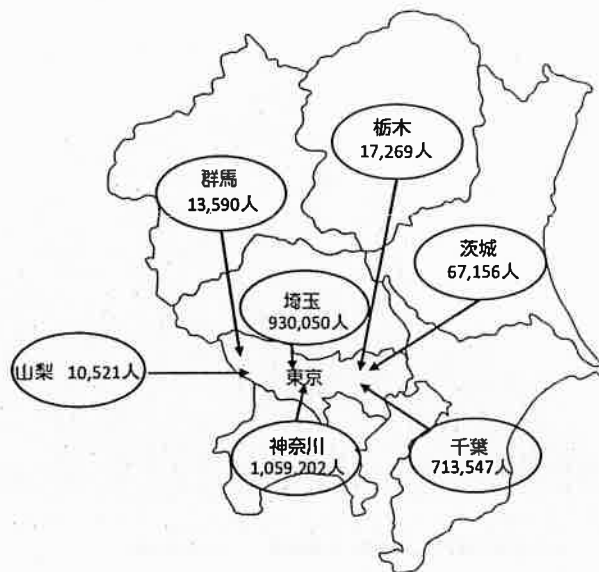 栃木
17,269人
群馬
13,590人
茨城
67,156人
埼玉
930,050人
山梨 10,521人
東京
神奈川
1,059,202人
千葉
713,547人